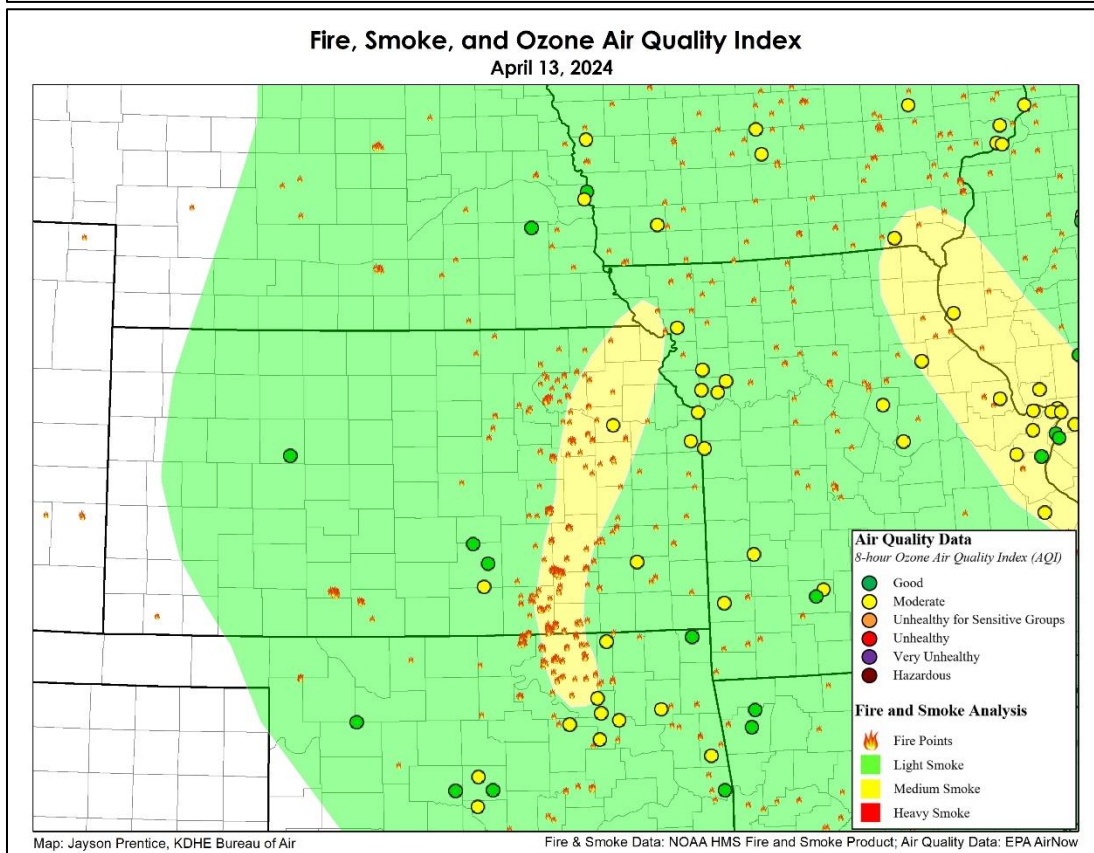 Fire, Smoke, and Ozone Air Quality Index
April 13, 2024
Air Quality Data
8-hour Ozone Air Quality Index (AQI)
Good
Moderate
Unhealthy for Sensitive Groups
Unhealthy
Very Unhealthy
Hazardous
Fire and Smoke Analysis
Fire Points
Light Smoke
Medium Smoke
Heavy Smoke
Map: Jayson Prentice, KDHE Bureau of Air
Fire & Smoke Data: NOAA HMS Fire and Smoke Product; Air Quality Data: EPA AirNow